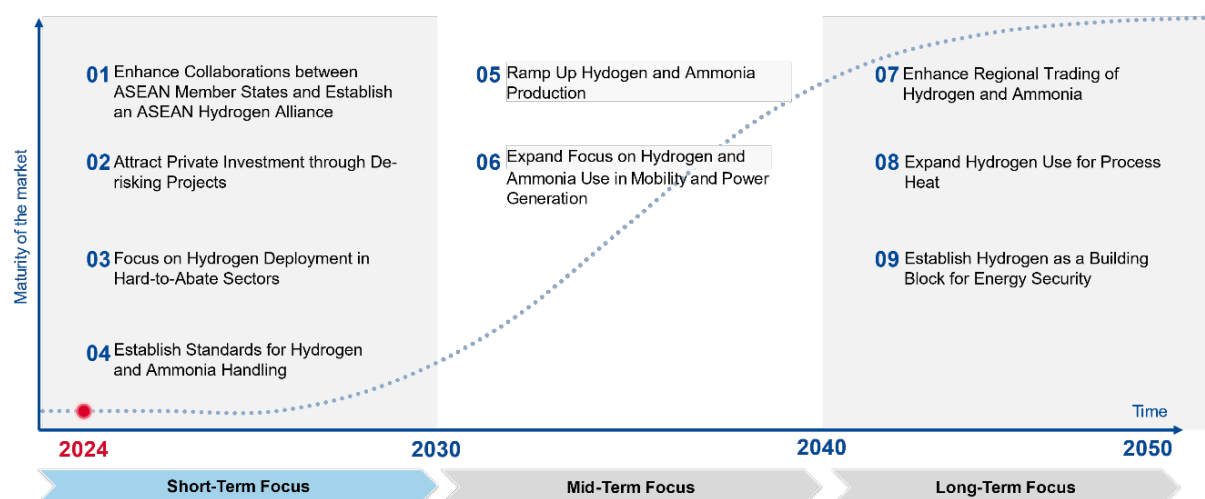 Maturity of the market
01 Enhance Collaborations between
ASEAN Member States and Establish
an ASEAN Hydrogen Alliance
02 Attract Private Investment through De-
risking Projects
03 Focus on Hydrogen Deployment in
Hard-to-Abate Sectors
04 Establish Standards for Hydrogen
and Ammonia Handling
05 Ramp Up Hydogen and Ammonia
Production
06 Expand Focus on Hydrogen and
Ammonia Use in Mobility and Power
Generation
07 Enhance Regional Trading of
Hydrogen and Ammonia
08 Expand Hydrogen Use for Process
Heat
09 Establish Hydrogen as a Building
Block for Energy Security
Time
2024
2030
2040
2050
Short-Term Focus
Mid-Term Focus
Long-Term Focus